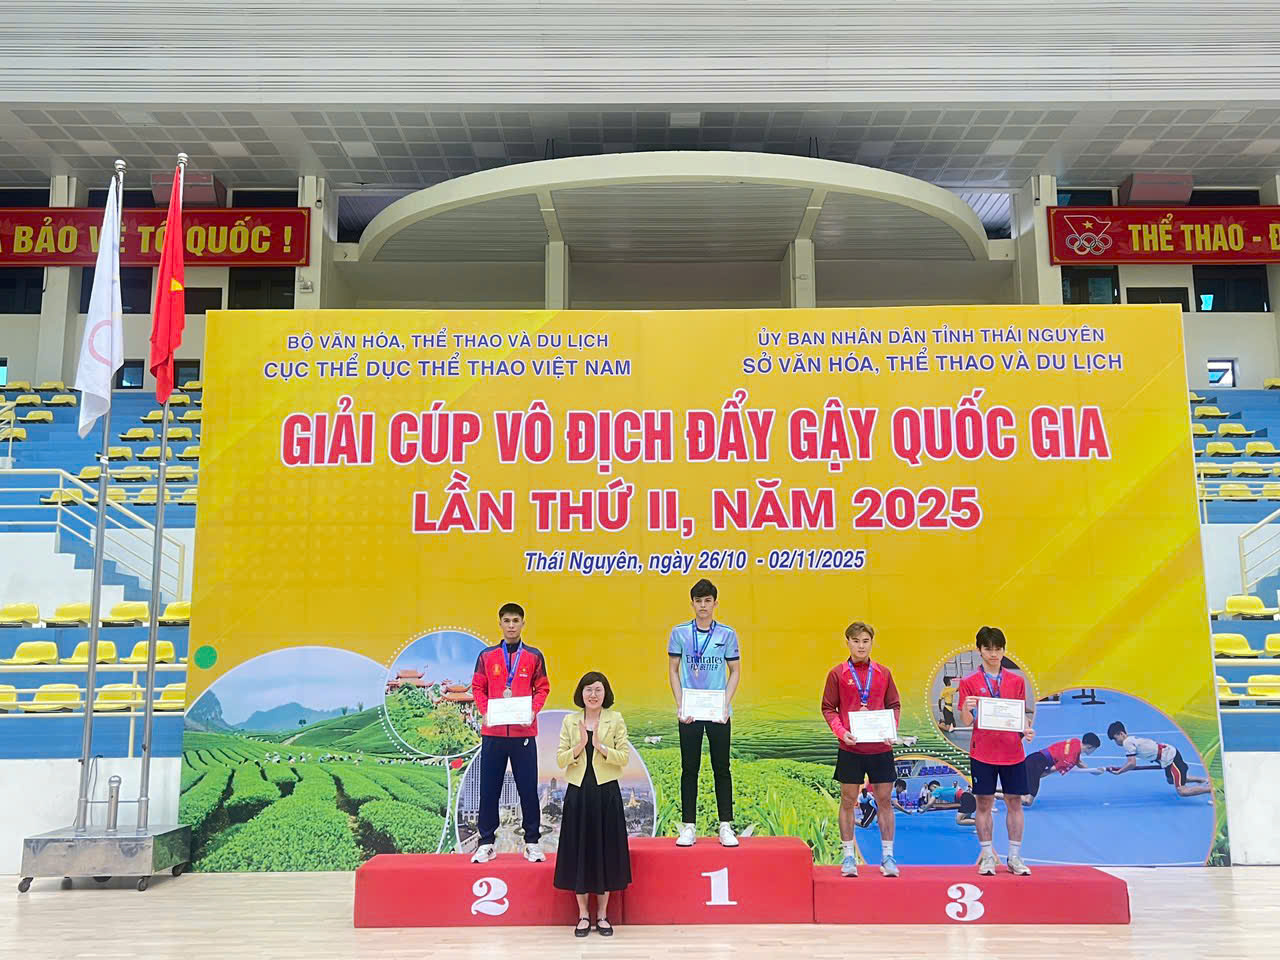 BẢO VỆ TỔ QUỐC !
THỂ THAO -
BỘ VĂN HÓA, THỂ THAO VÀ DU LỊCH
CỤC THỂ DỤC THỂ THAO VIỆT NAM
ỦY BAN NHÂN DÂN TỈNH THÁI NGUYÊN
SỞ VĂN HÓA, THỂ THAO VÀ DU LỊCH
GIẢI CÚP VÔ ĐỊCH ĐẨY GẬY QUỐC GIA
LẦN THỨ II, NĂM 2025
Thái Nguyên, ngày 26/10 - 02/11/2025
Emirates
FLY BETTER
2
1
3